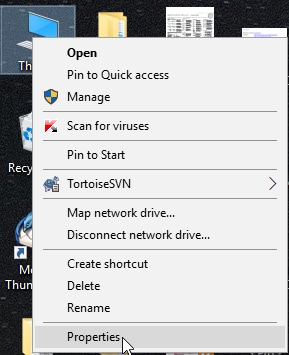 Th
Open
Pin to Quick access
Manage
Scan for viruses
Pin to Start
Recy
TortoiseSVN
Map network drive...
Disconnect network drive...
Mo
Thum
Create shortcut
Delete
Rename
Properties